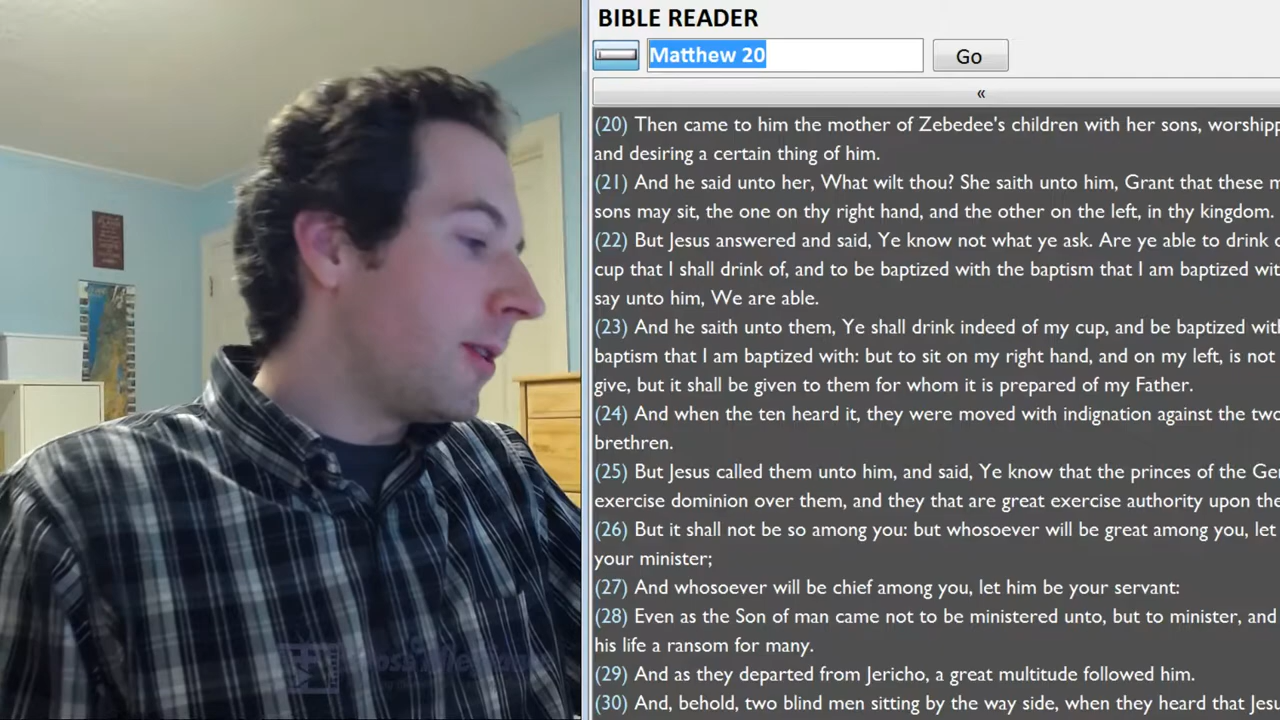 BIBLE READER
Matthew 20
Go
«
(20) Then came to him the mother of Zebedee's children with her sons, worshipp
and desiring a certain thing of him.
(21) And he said unto her, What wilt thou? She saith unto him, Grant that these m
sons may sit, the one on thy right hand, and the other on the left, in thy kingdom.
(22) But Jesus answered and said, Ye know not what ye ask. Are ye able to drink o
cup that I shall drink of, and to be baptized with the baptism that I am baptized wit
say unto him, We are able.
(23) And he saith unto them, Ye shall drink indeed of my cup, and be baptized with
baptism that I am baptized with: but to sit on my right hand, and on my left, is not
give, but it shall be given to them for whom it is prepared of my Father.
(24) And when the ten heard it, they were moved with indignation against the two
brethren.
(25) But Jesus called them unto him, and said, Ye know that the princes of the Ge
exercise dominion over them, and they that are great exercise authority upon the
(26) But it shall not be so among you: but whosoever will be great among you, let
your minister;
(27) And whosoever will be chief among you, let him be your servant:
(28) Even as the Son of man came not to be ministered unto, but to minister, and
his life a ransom for many.
(29) And as they departed from Jericho, a great multitude followed him.
(30) And, behold, two blind men sitting by the way side, when they heard that Jesu